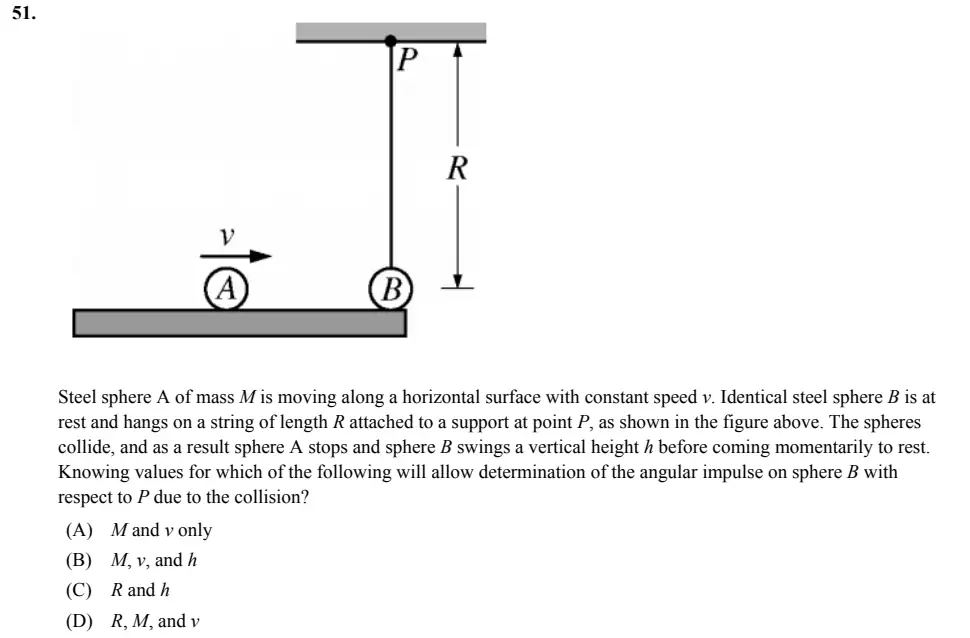 51.
P
R
v
A
B
Steel sphere A of mass M is moving along a horizontal surface with constant speed v. Identical steel sphere B is at
rest and hangs on a string of length R attached to a support at point P, as shown in the figure above. The spheres
collide, and as a result sphere A stops and sphere B swings a vertical height h before coming momentarily to rest.
Knowing values for which of the following will allow determination of the angular impulse on sphere B with
respect to P due to the collision?
(A) M and v only
(B) M, v, and h
(C) R and h
(D) R, M, and v